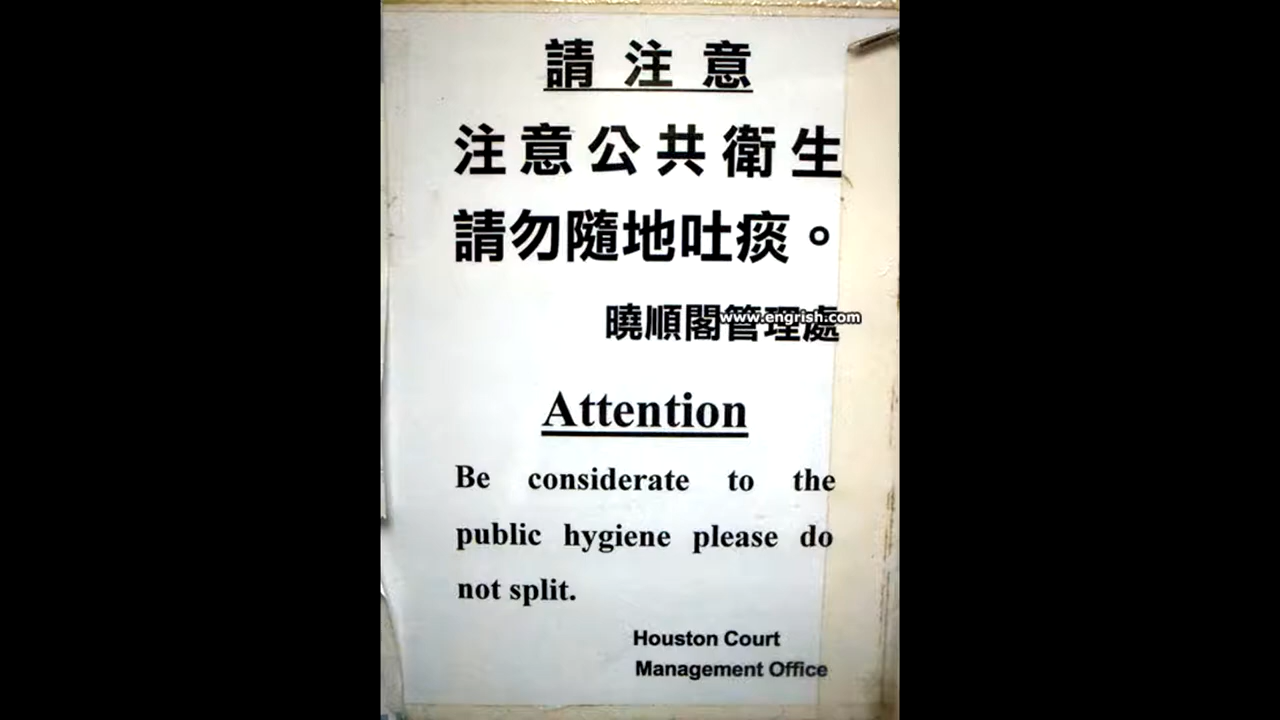 請注意
注意公共衛生
請勿隨地吐痰。
曉順閣管理處
www.engrish.com
Attention
Be considerate to the
public hygiene please do
not split.
Houston Court
Management Office